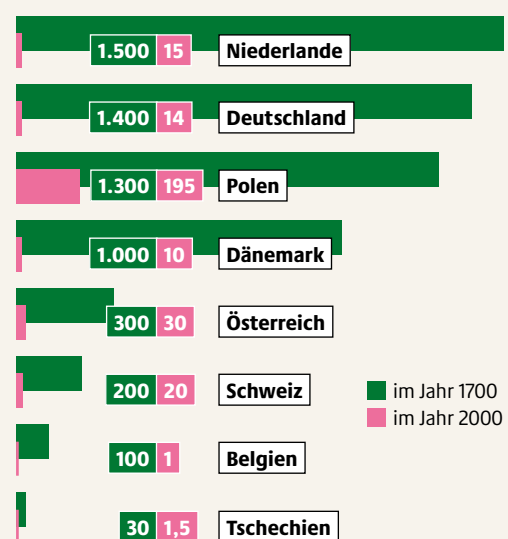 1.500 15 Niederlande
1.400 14 Deutschland
1.300 195 Polen
1.000 10 Dänemark
300 30 Österreich
200 20 Schweiz
im Jahr 1700
im Jahr 2000
100 1 Belgien
30 1,5 Tschechien